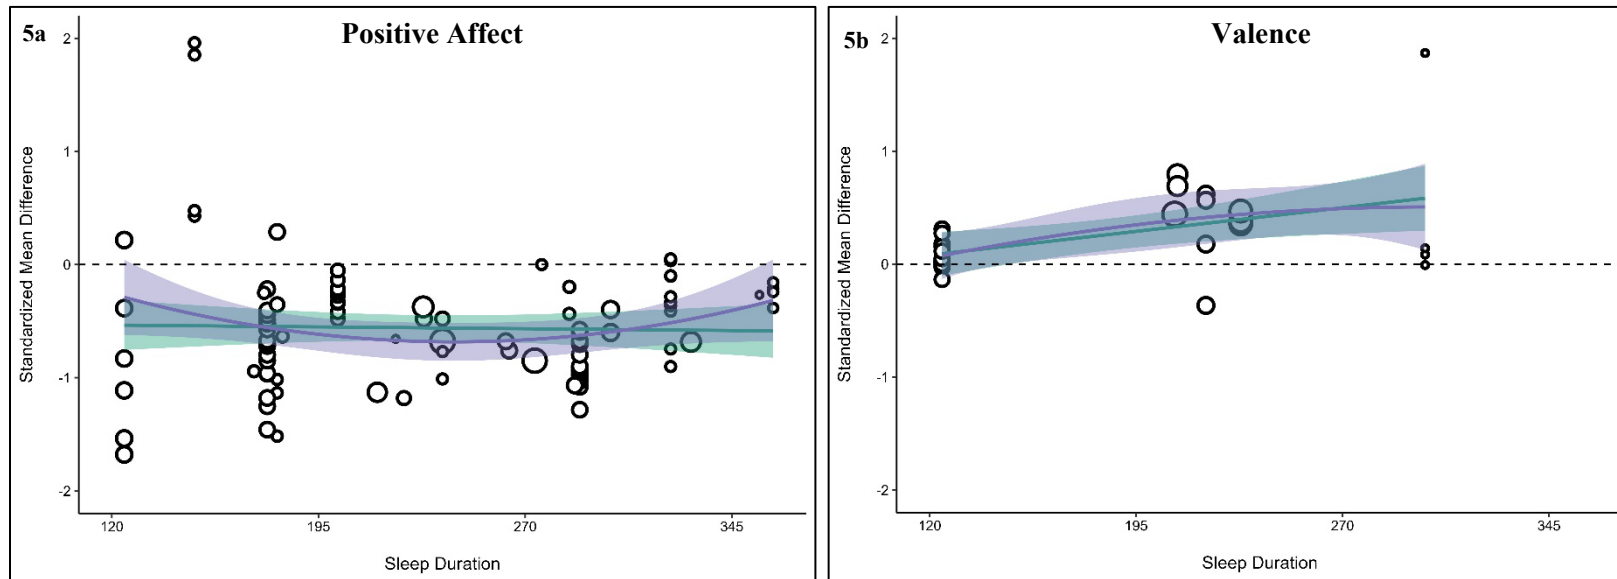 5a
Positive Affect
2
1
0
-1
-2
Standardized Mean Difference
120
195
270
345
Sleep Duration
5b
Valence
2
1
0
-1
-2
Standardized Mean Difference
120
195
270
345
Sleep Duration